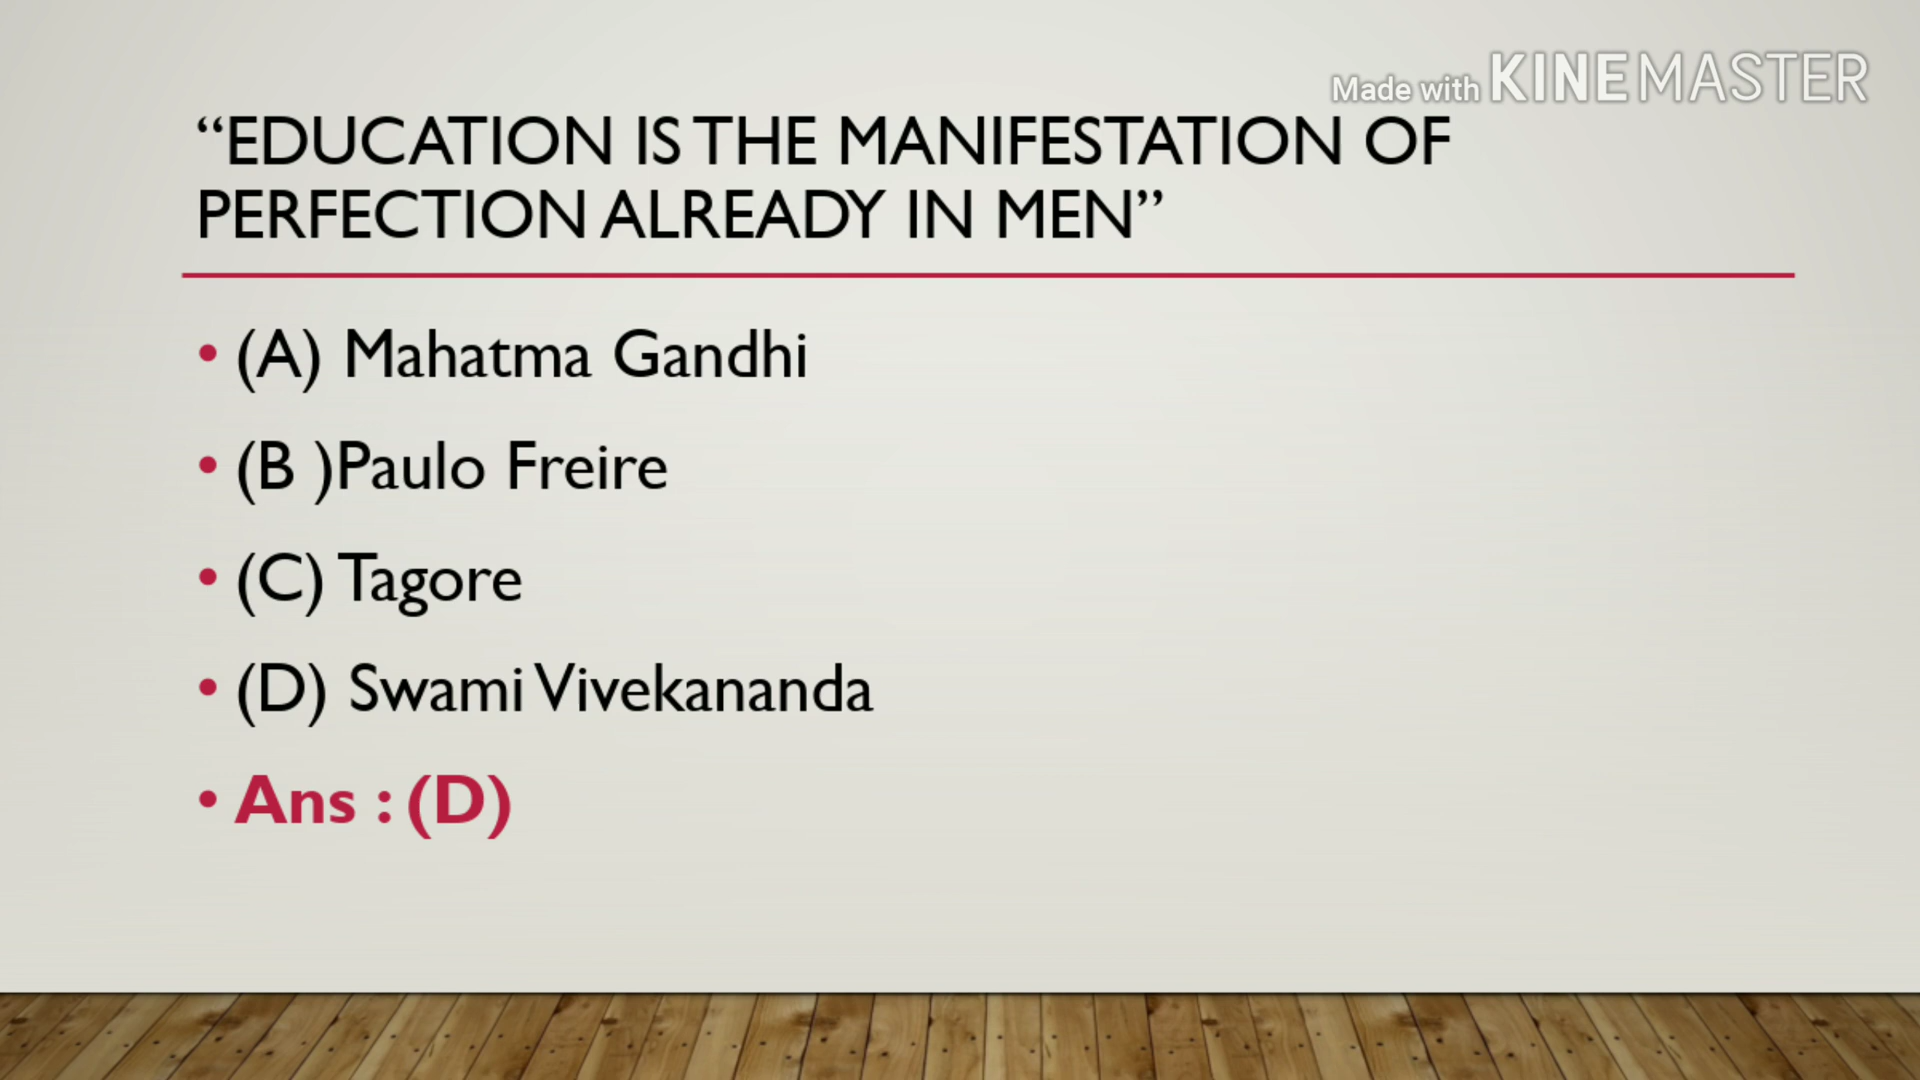 Made with KINEMASTER
“EDUCATION IS THE MANIFESTATION OF
PERFECTION ALREADY IN MEN”
• (A) Mahatma Gandhi
• (B )Paulo Freire
• (C) Tagore
• (D) Swami Vivekananda
• Ans : (D)